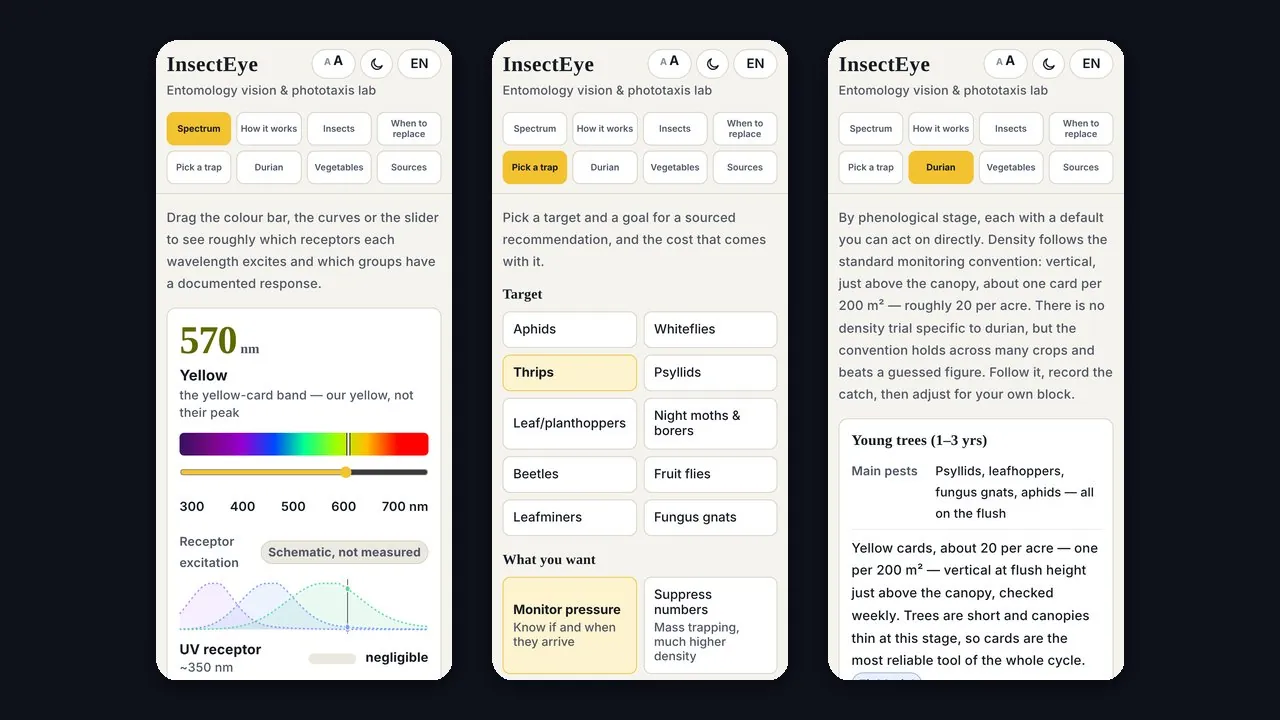 InsectEye
A A
EN
Entomology vision & phototaxis lab
Spectrum
How it works
Insects
When to
replace
Pick a trap
Durian
Vegetables
Sources
Drag the colour bar, the curves or the slider
to see roughly which receptors each
wavelength excites and which groups have
a documented response.
570 nm
Yellow
the yellow-card band — our yellow, not
their peak
300 400 500 600 700 nm
Receptor
excitation
Schematic, not measured
UV receptor
~350 nm
negligible
InsectEye
A A
EN
Entomology vision & phototaxis lab
Spectrum
How it works
Insects
When to
replace
Pick a trap
Durian
Vegetables
Sources
Pick a target and a goal for a sourced
recommendation, and the cost that comes
with it.
Target
Aphids
Whiteflies
Thrips
Psyllids
Leaf/planthoppers
Night moths &
borers
Beetles
Fruit flies
Leafminers
Fungus gnats
What you want
Monitor pressure
Know if and when
they arrive
Suppress
numbers
Mass trapping,
much higher
density
InsectEye
A A
EN
Entomology vision & phototaxis lab
Spectrum
How it works
Insects
When to
replace
Pick a trap
Durian
Vegetables
Sources
By phenological stage, each with a default
you can act on directly. Density follows the
standard monitoring convention: vertical,
just above the canopy, about one card per
200 m² — roughly 20 per acre. There is no
density trial specific to durian, but the
convention holds across many crops and
beats a guessed figure. Follow it, record the
catch, then adjust for your own block.
Young trees (1–3 yrs)
Main pests
Psyllids, leafhoppers,
fungus gnats, aphids — all
on the flush
Yellow cards, about 20 per acre — one
per 200 m² — vertical at flush height
just above the canopy, checked
weekly. Trees are short and canopies
thin at this stage, so cards are the
most reliable tool of the whole cycle.